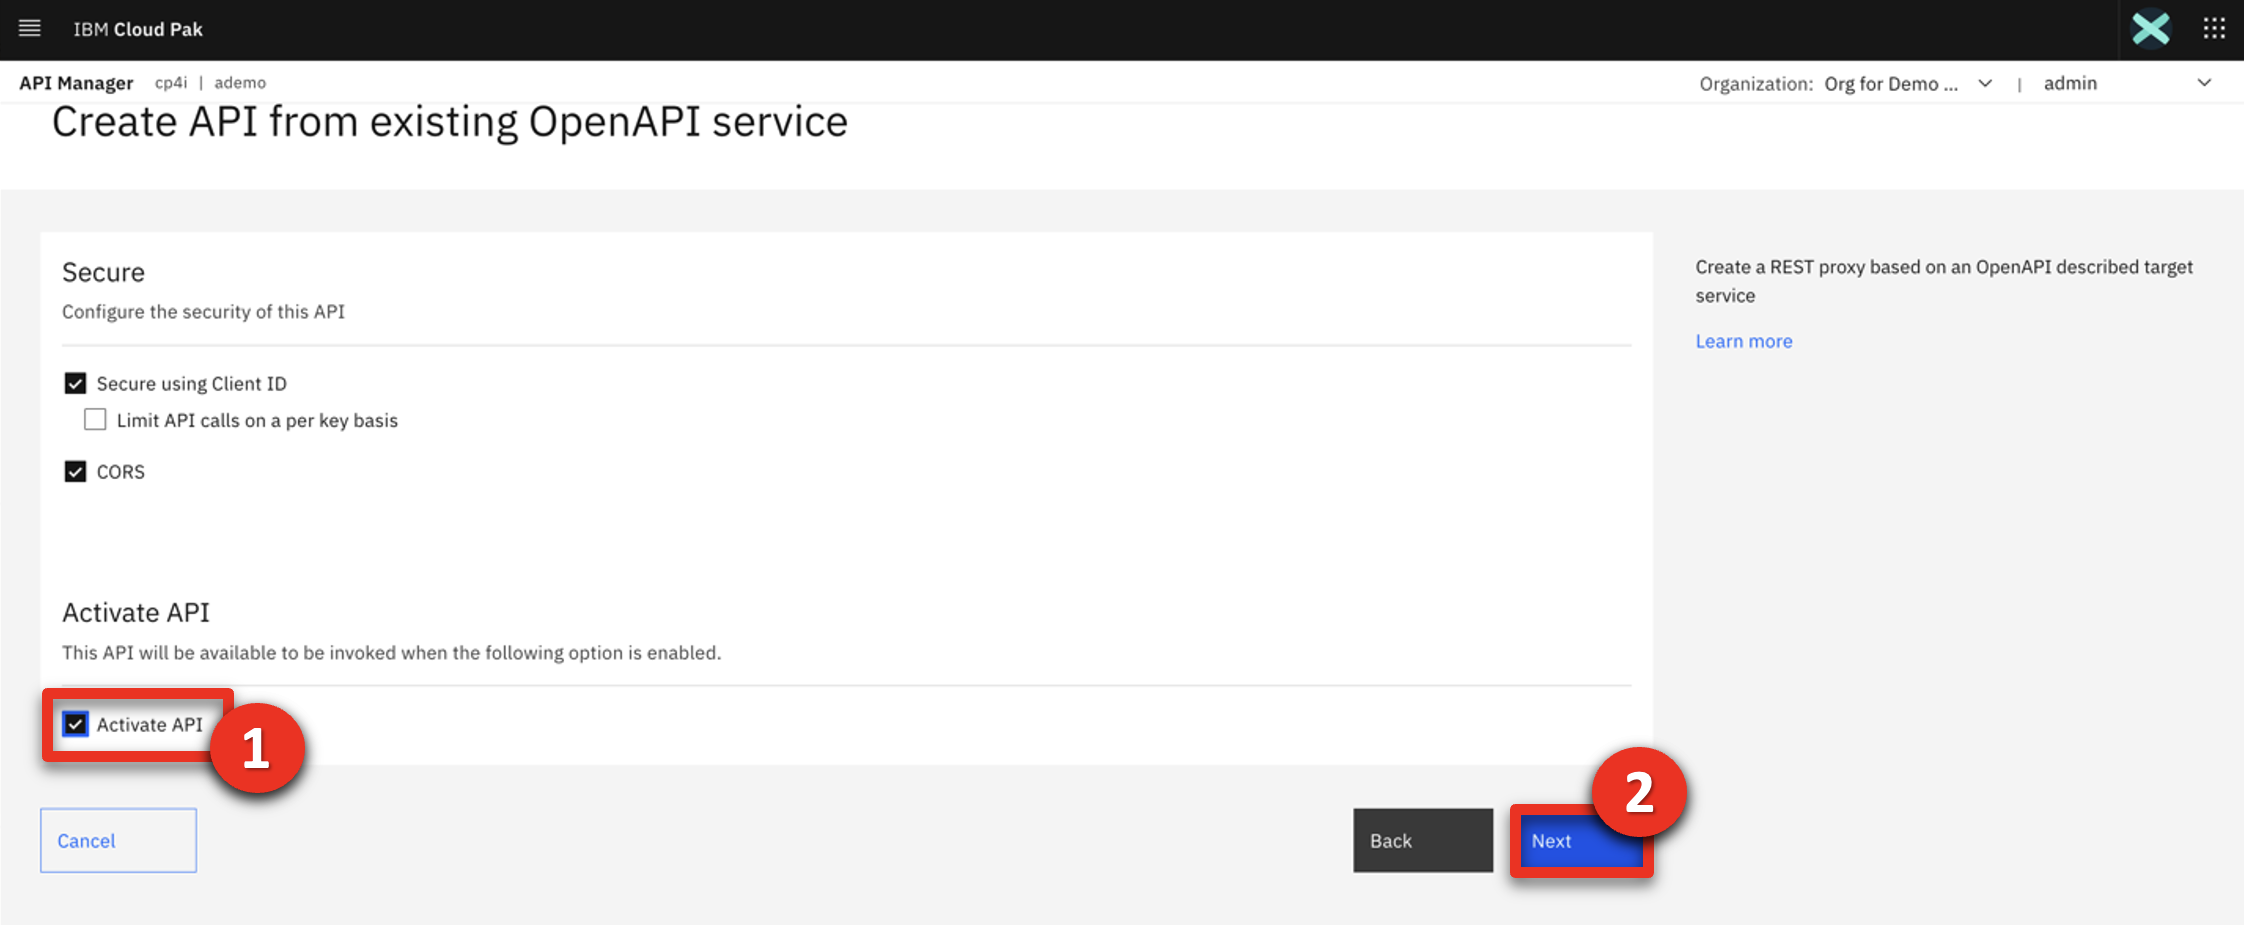 IBM Cloud Pak
API Manager cp4i | ademo
Organization: Org for Demo ... | admin
Create API from existing OpenAPI service
Secure
Configure the security of this API
Secure using Client ID
Limit API calls on a per key basis
CORS
Create a REST proxy based on an OpenAPI described target
service
Learn more
Activate API
This API will be available to be invoked when the following option is enabled.
Activate API
1
2
Cancel
Back
Next